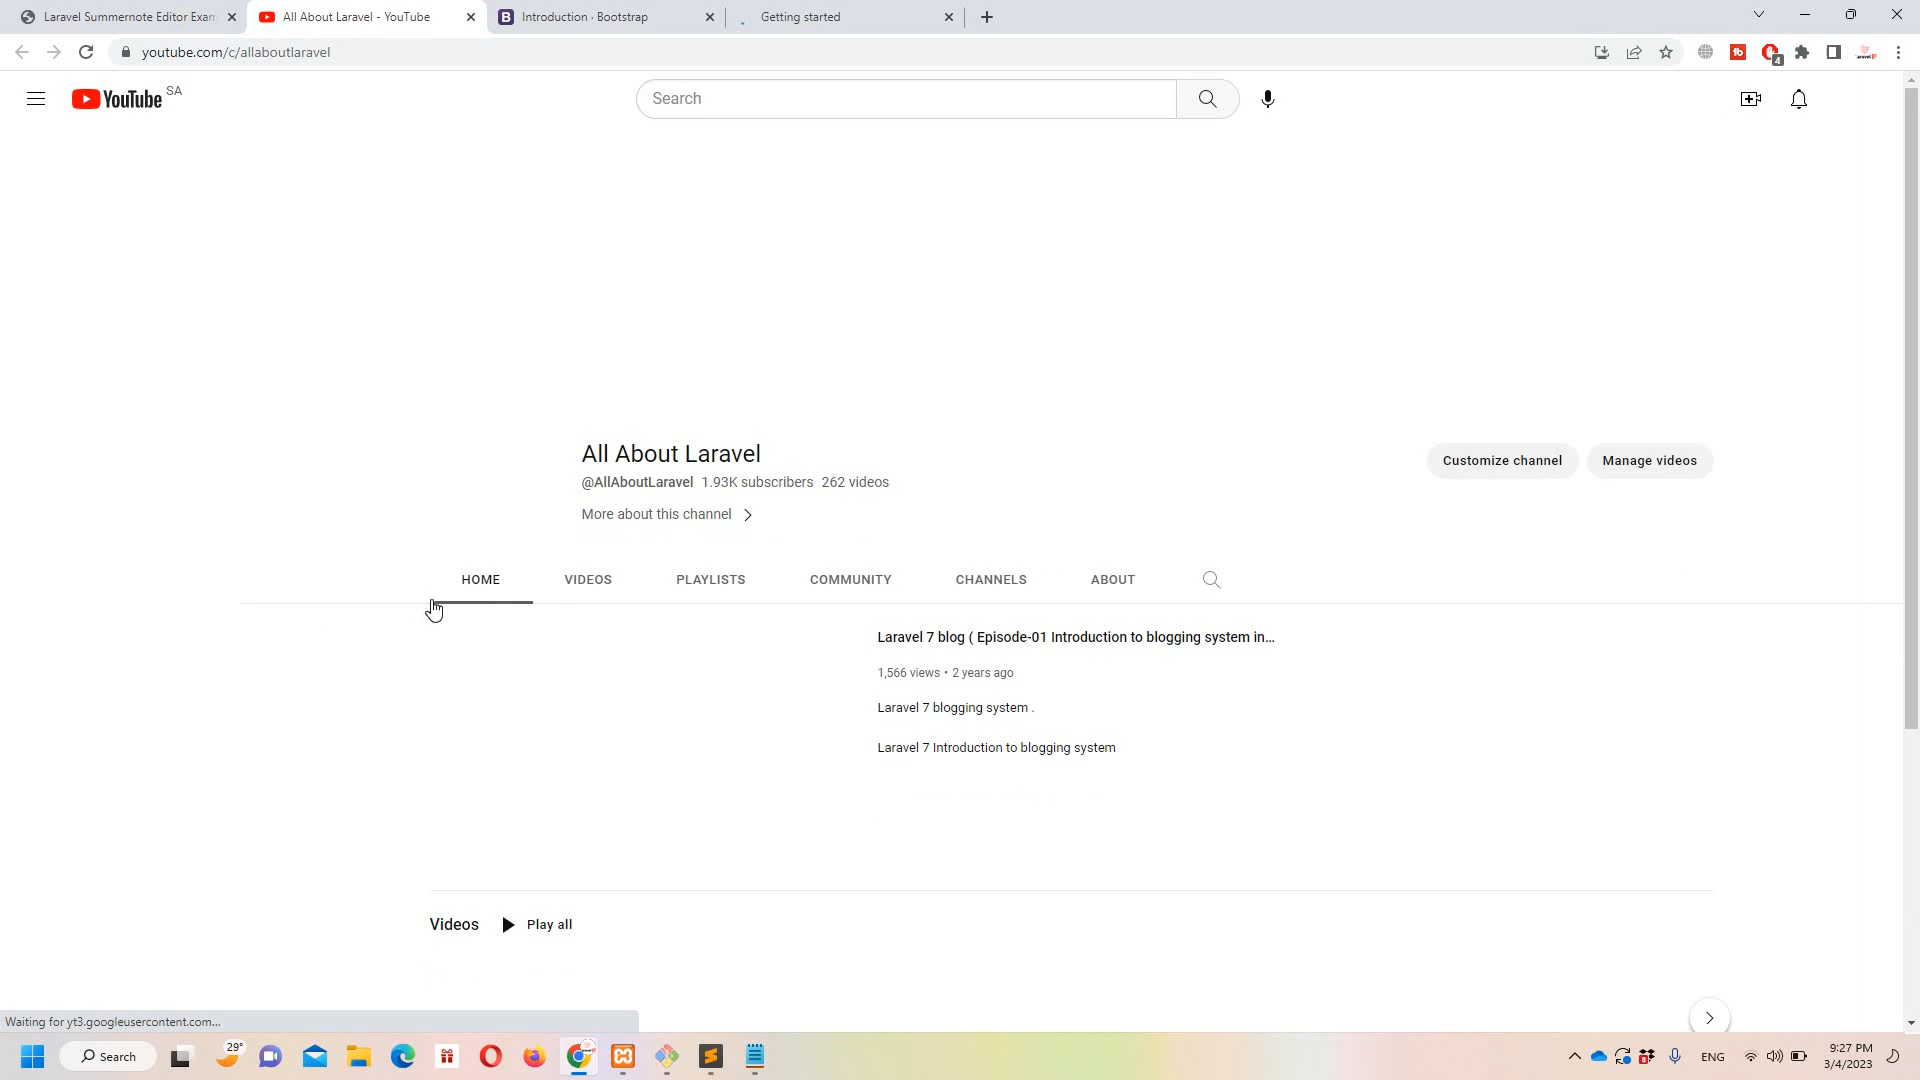 Laravel Summernote Editor Exam
All About Laravel - YouTube
Introduction · Bootstrap
Getting started
youtube.com/c/allaboutlaravel
4
YouTube SA
Search
All About Laravel
@AllAboutLaravel 1.93K subscribers 262 videos
More about this channel
Customize channel
Manage videos
HOME
VIDEOS
PLAYLISTS
COMMUNITY
CHANNELS
ABOUT
Laravel 7 blog ( Episode-01 Introduction to blogging system in...
1,566 views • 2 years ago
Laravel 7 blogging system .
Laravel 7 Introduction to blogging system
Videos
Play all
Waiting for yt3.googleusercontent.com...
Search
29°
ENG
9:27 PM
3/4/2023